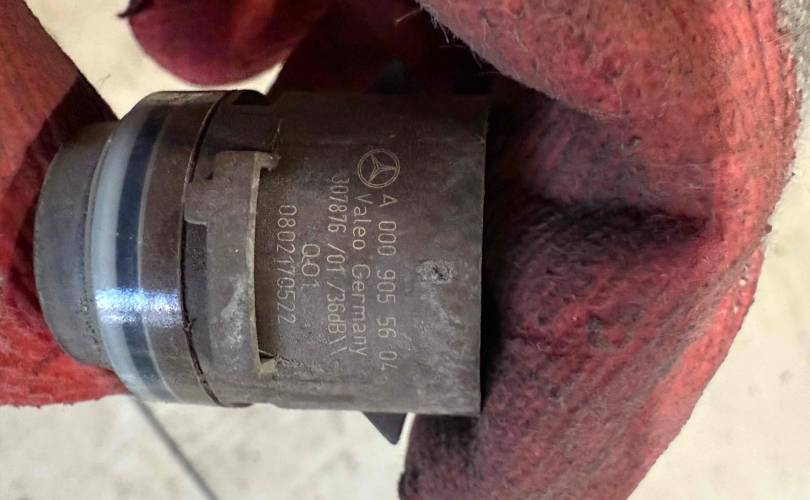 A 000 905 56 04
Valeo Germany
307876 /01 /36dB\\
Q01
0802170522